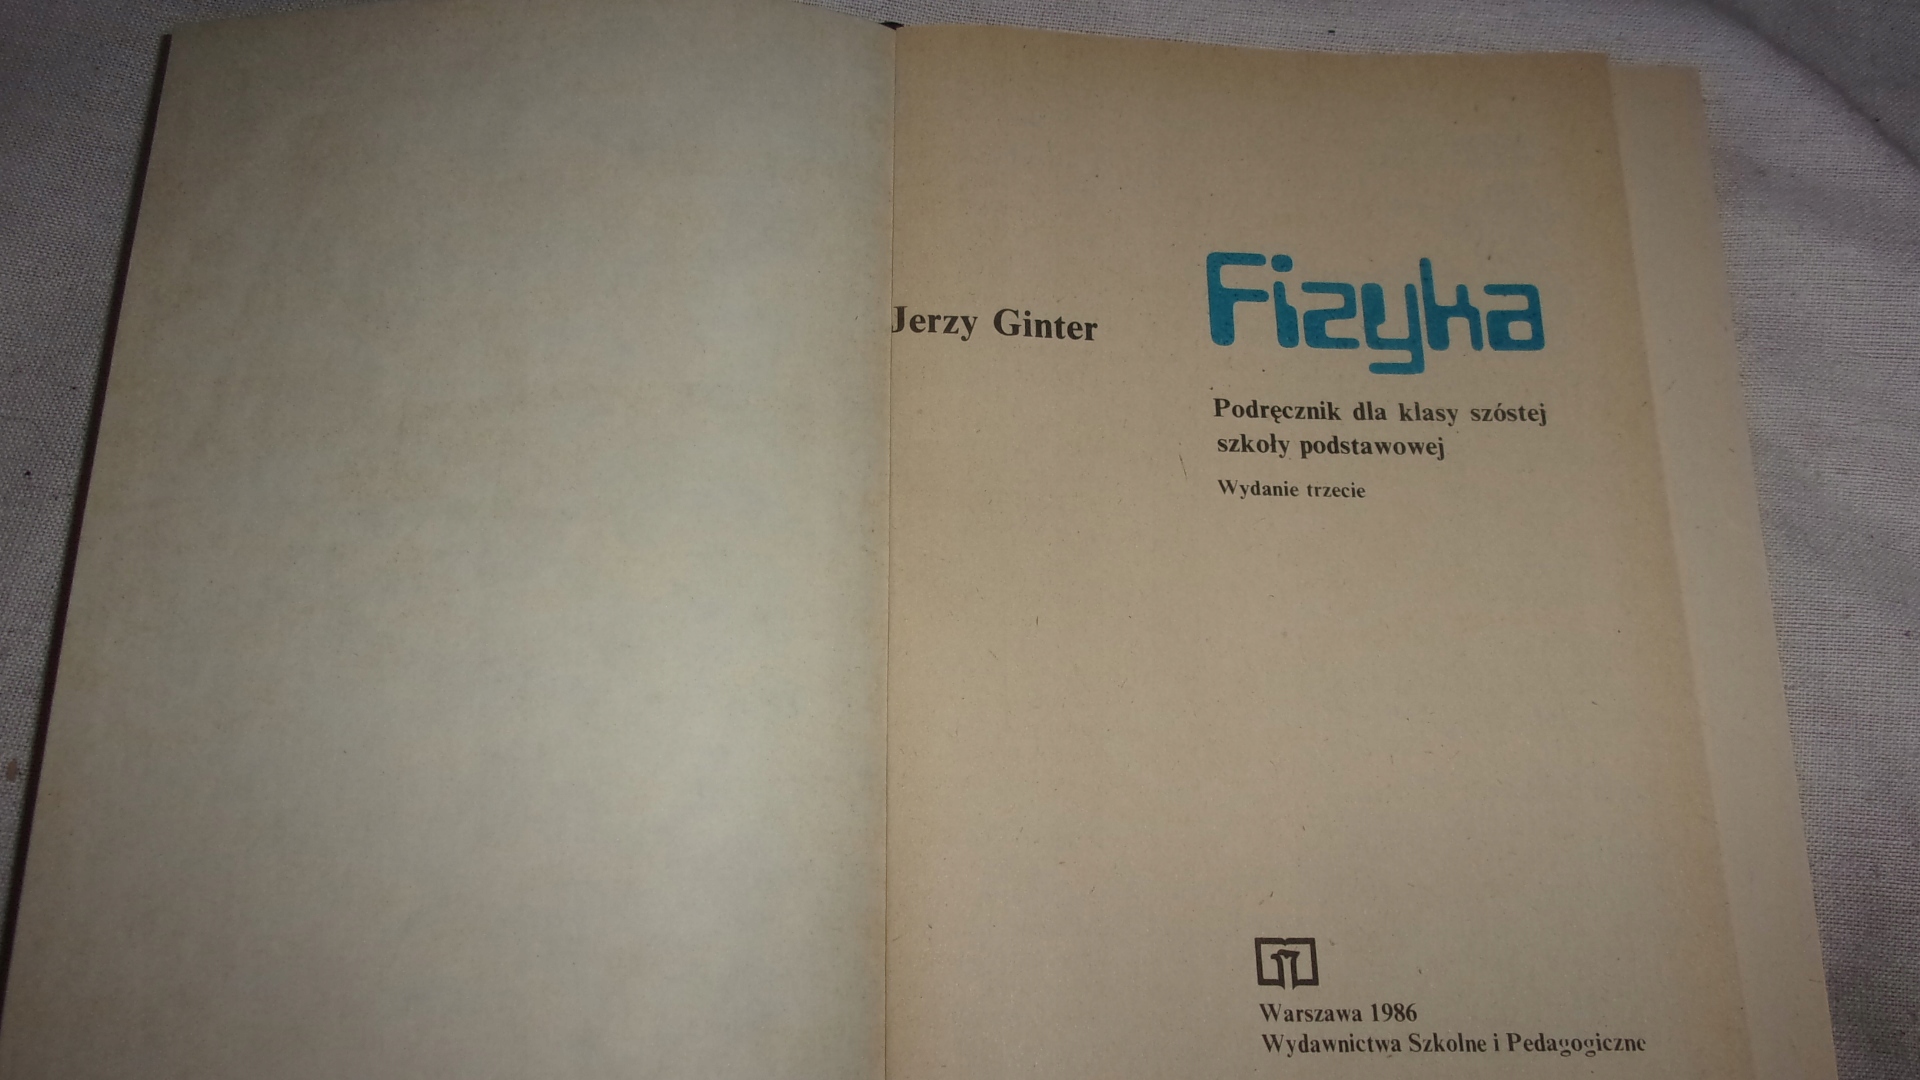 Jerzy Ginter
Fizyka
Podręcznik dla klasy szóstej
szkoły podstawowej
Wydanie trzecie
Warszawa 1986
Wydawnictwa Szkolne i Pedagogiczne